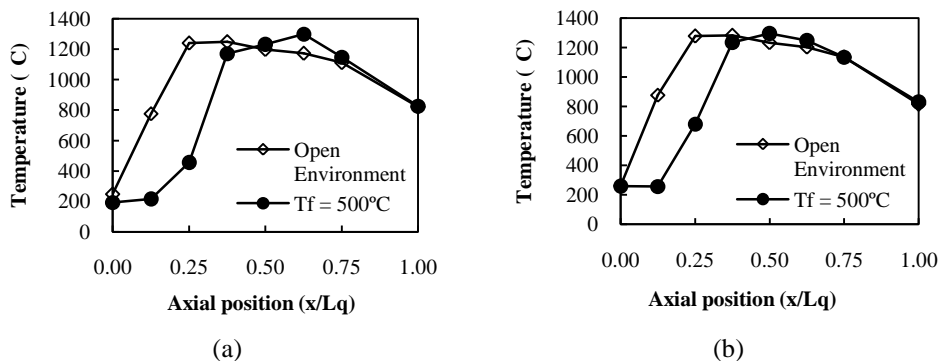 1400
1200
1000
800
600
400
200
0
Temperature ( C)
Open
Environment
Tf = 500ºC
0.00 0.25 0.50 0.75 1.00
Axial position (x/Lq)
(a)
1400
1200
1000
800
600
400
200
0
Temperature ( C)
Open
Environment
Tf = 500ºC
0.00 0.25 0.50 0.75 1.00
Axial position (x/Lq)
(b)